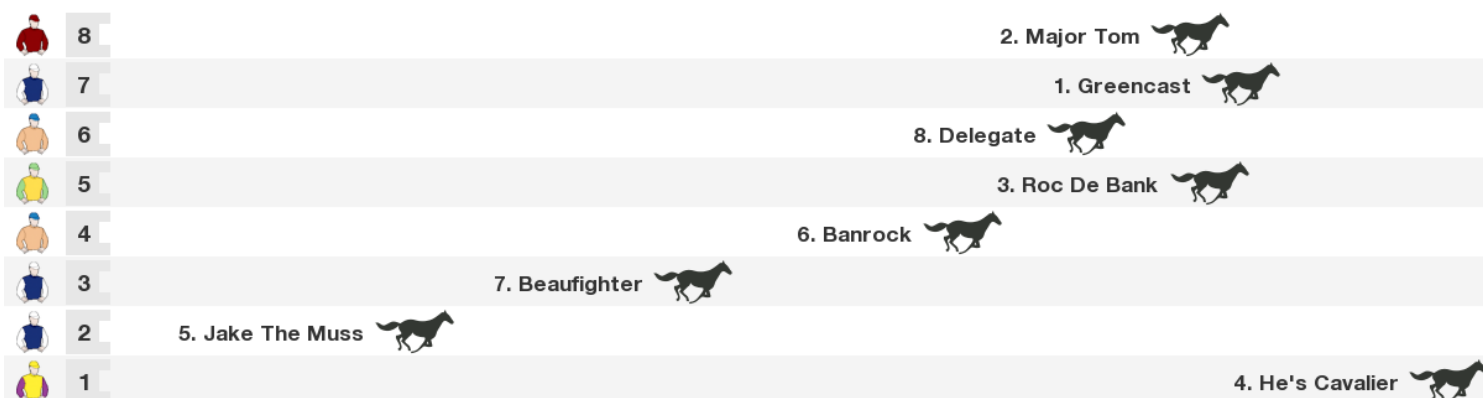 8 2. Major Tom
7 1. Greencast
6 8. Delegate
5 3. Roc De Bank
4 6. Banrock
3 7. Beaufighter
2 5. Jake The Muss
1 4. He's Cavalier